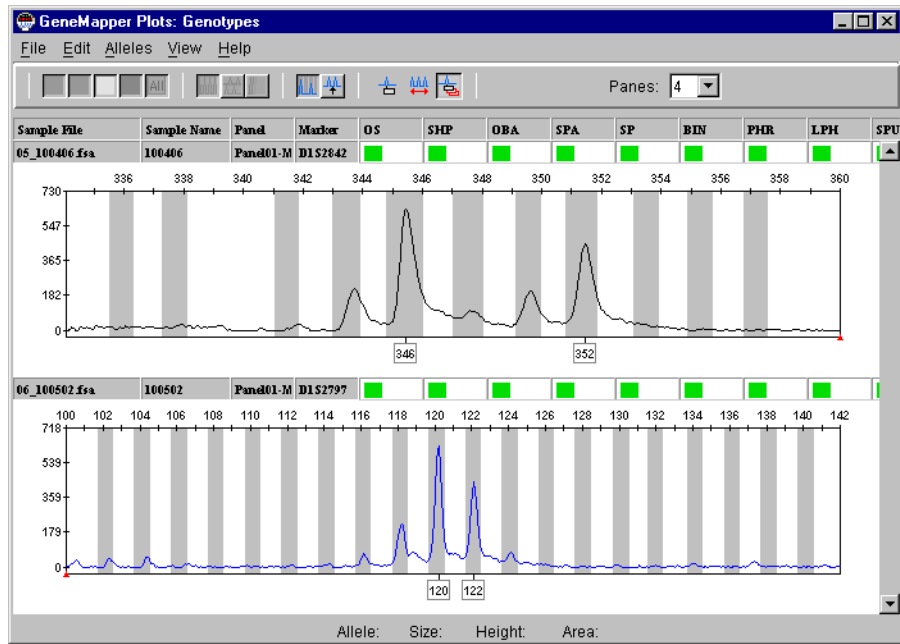 GeneMapper Plots: Genotypes
File Edit Alleles View Help
All Panes: 4
Sample File Sample Name Panel Marker OS SHP OBA SPA SP BIN PHR LPH SPU
05_100406.fsa 100406 Panel01-M D1S2842
336 338 340 342 344 346 348 350 352 354 356 358 360
730
547
365
182
0
346 352
06_100502.fsa 100502 Panel01-M D1S2797
100 102 104 106 108 110 112 114 116 118 120 122 124 126 128 130 132 134 136 138 140 142
718
539
359
179
0
120 122
Allele: Size: Height: Area: